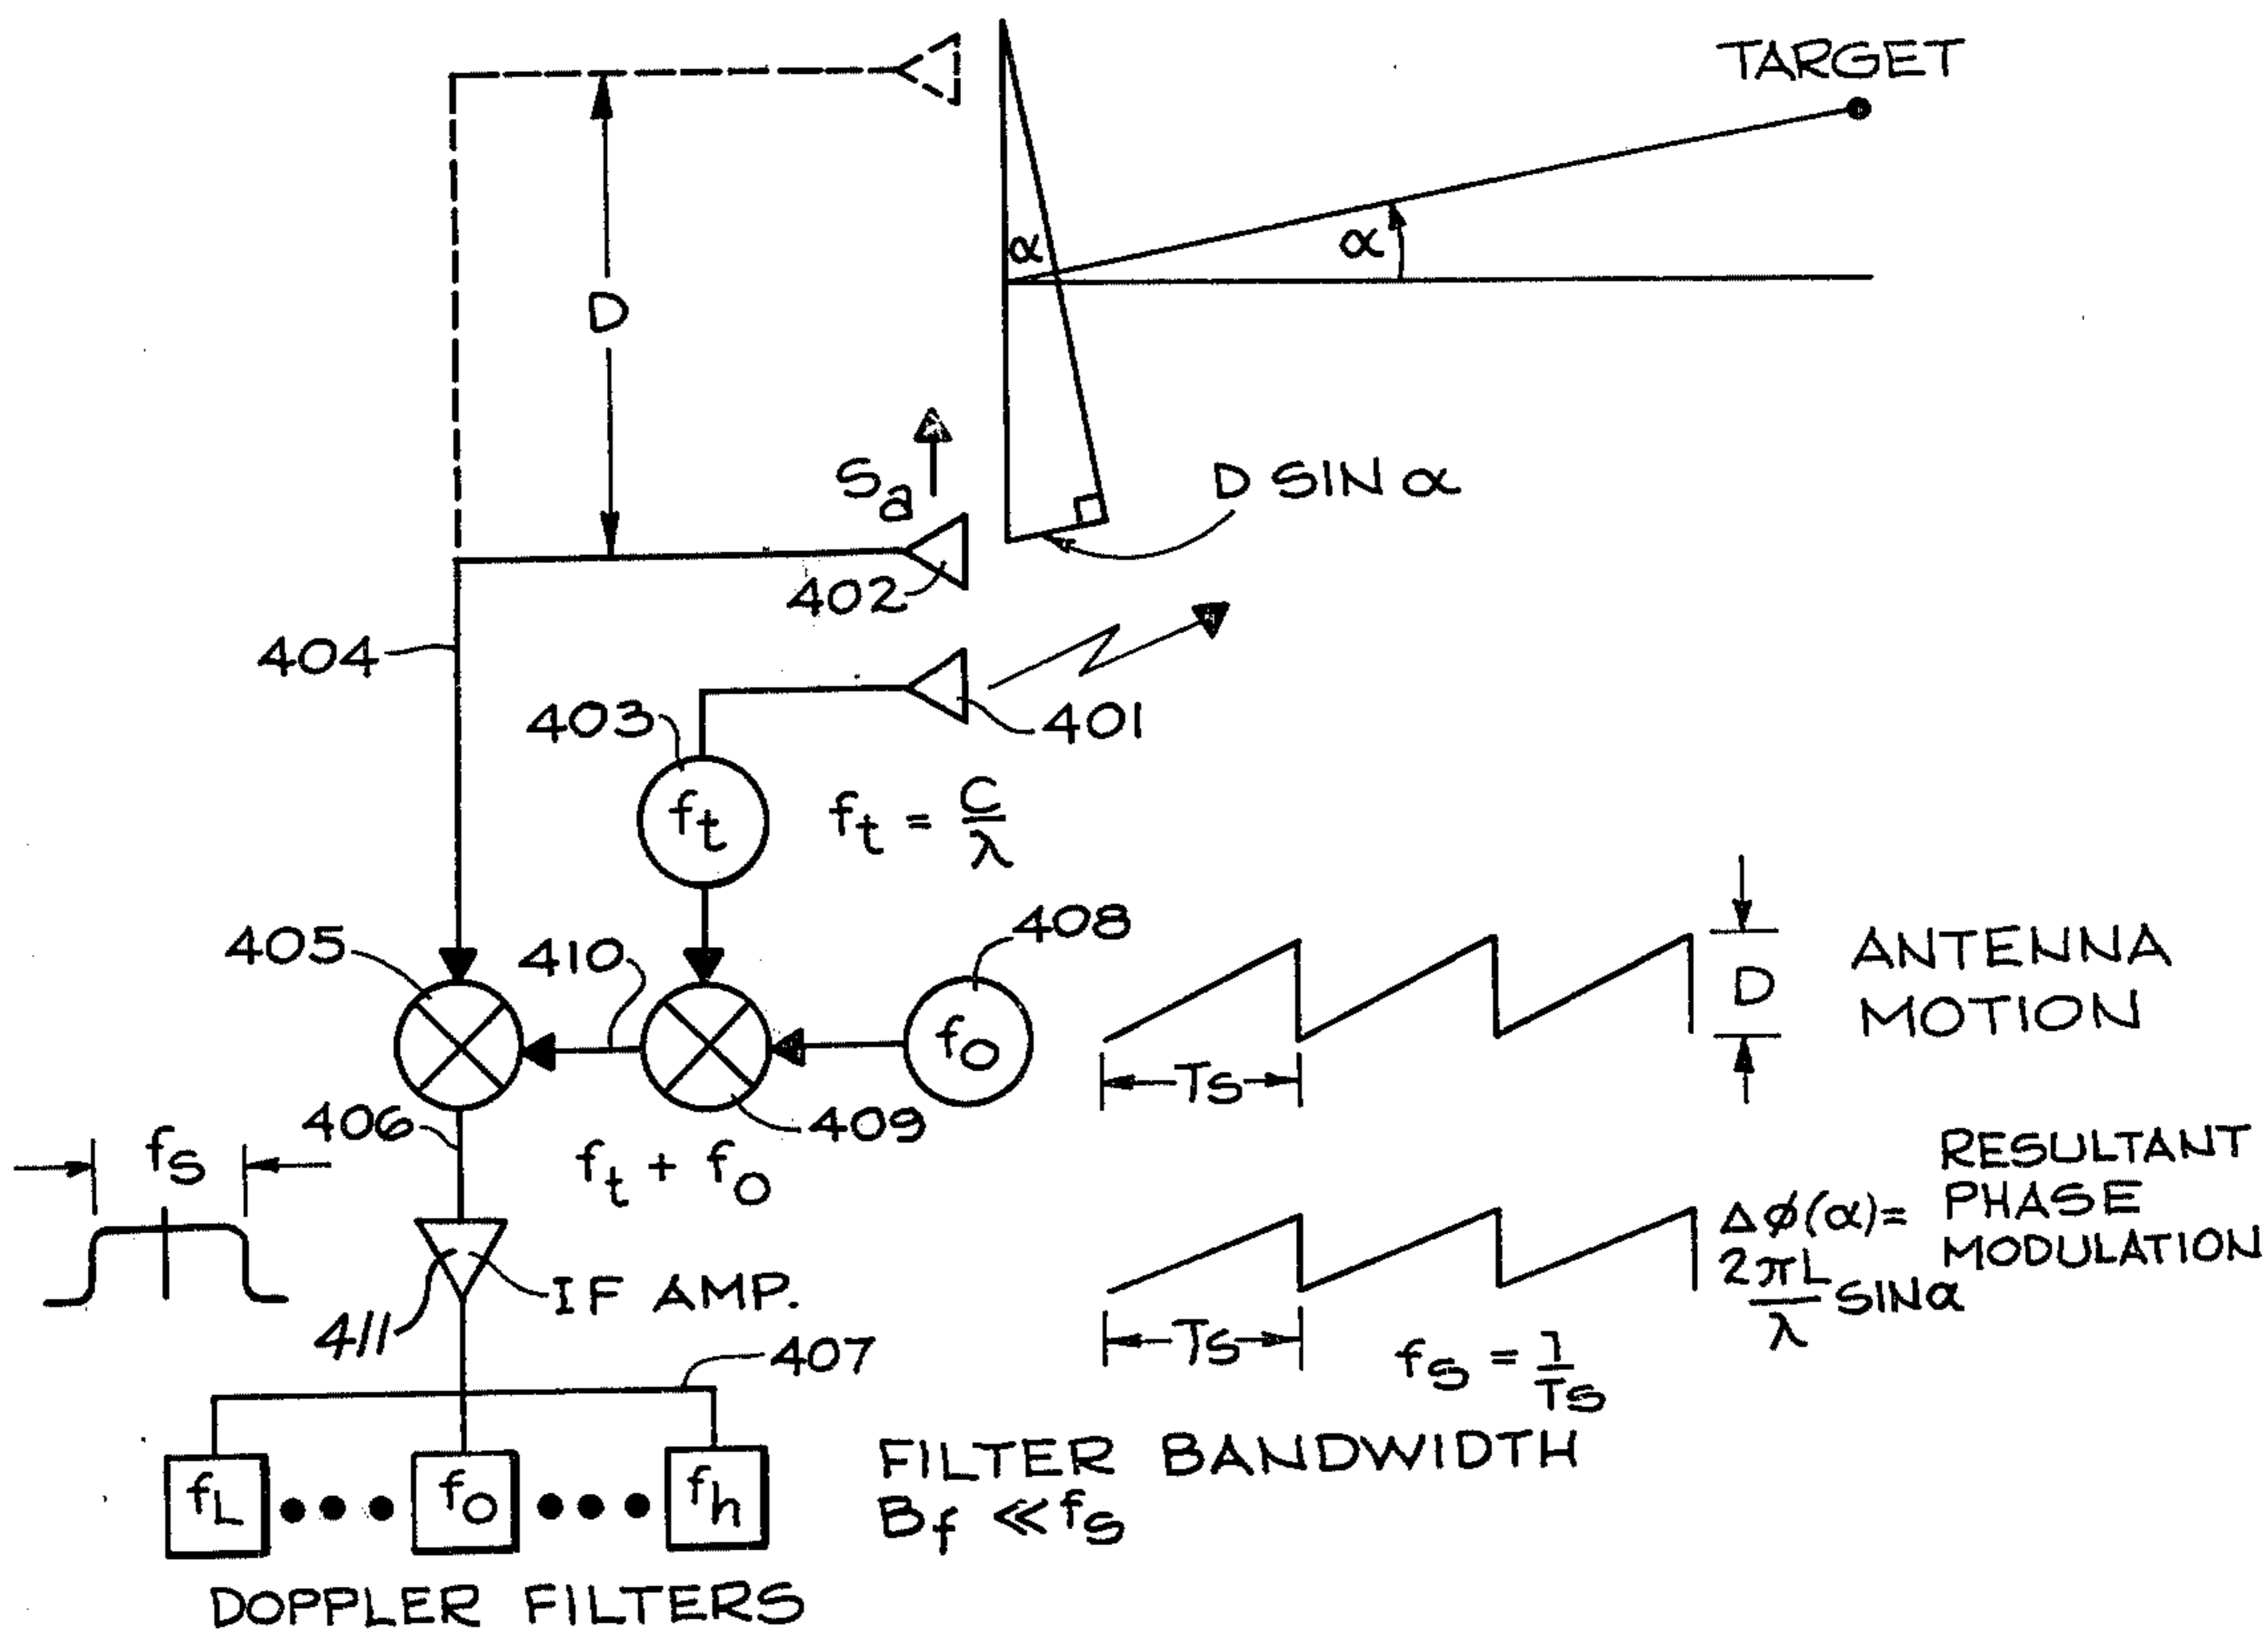 TARGET
α
α
D
Sa
D SIN α
402
404
401
403
ft
ft = C/λ
408
405
410
fo
D
ANTENNA
MOTION
Ts
409
406
fs
ft + fo
RESULTANT
PHASE
MODULATION
Δφ(α)=
2πL/λ SINα
IF AMP.
411
Ts
fs = 1/Ts
407
fL
fo
fh
FILTER BANDWIDTH
Bf ≪ fs
DOPPLER FILTERS